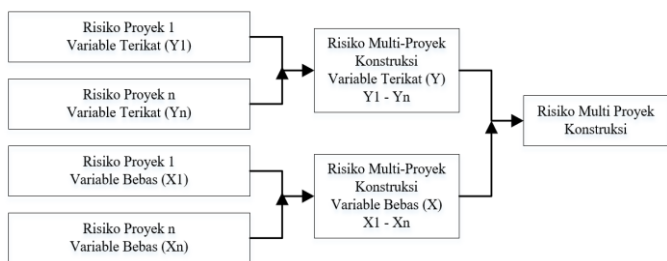 Risiko Proyek 1
Variable Terikat (Y1)
Risiko Proyek n
Variable Terikat (Yn)
Risiko Proyek 1
Variable Bebas (X1)
Risiko Proyek n
Variable Bebas (Xn)
Risiko Multi-Proyek
Konstruksi
Variable Terikat (Y)
Y1 - Yn
Risiko Multi-Proyek
Konstruksi
Variable Bebas (X)
X1 - Xn
Risiko Multi Proyek
Konstruksi